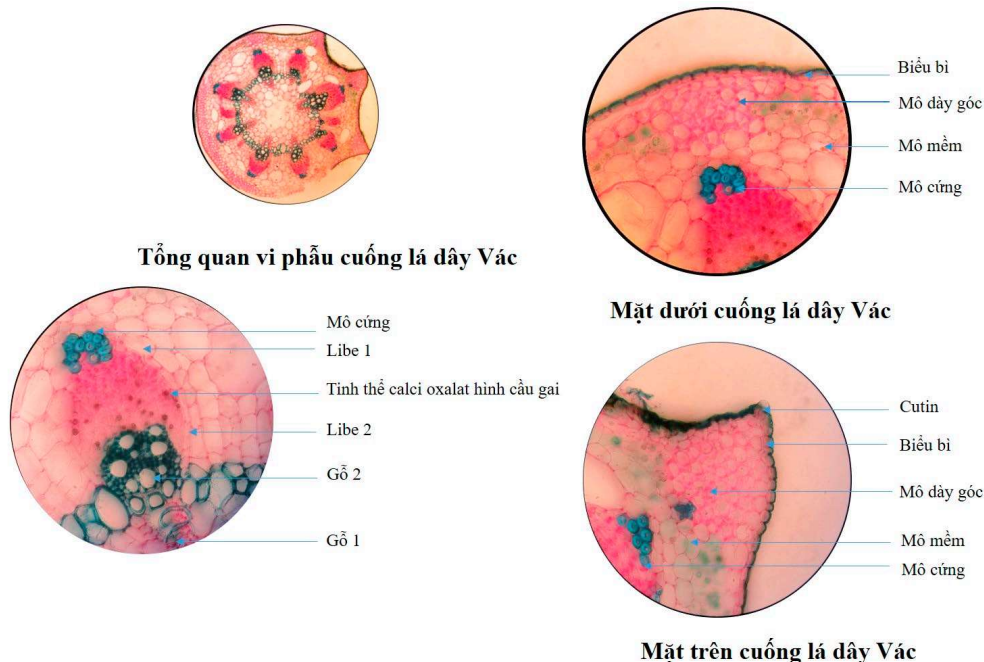 Tổng quan vi phẫu cuống lá dây Vác
Biểu bì
Mô dày góc
Mô mềm
Mô cứng
Mặt dưới cuống lá dây Vác
Mô cứng
Libe 1
Tinh thể calci oxalat hình cầu gai
Libe 2
Gỗ 2
Gỗ 1
Cutin
Biểu bì
Mô dày góc
Mô mềm
Mô cứng
Mặt trên cuống lá dây Vác